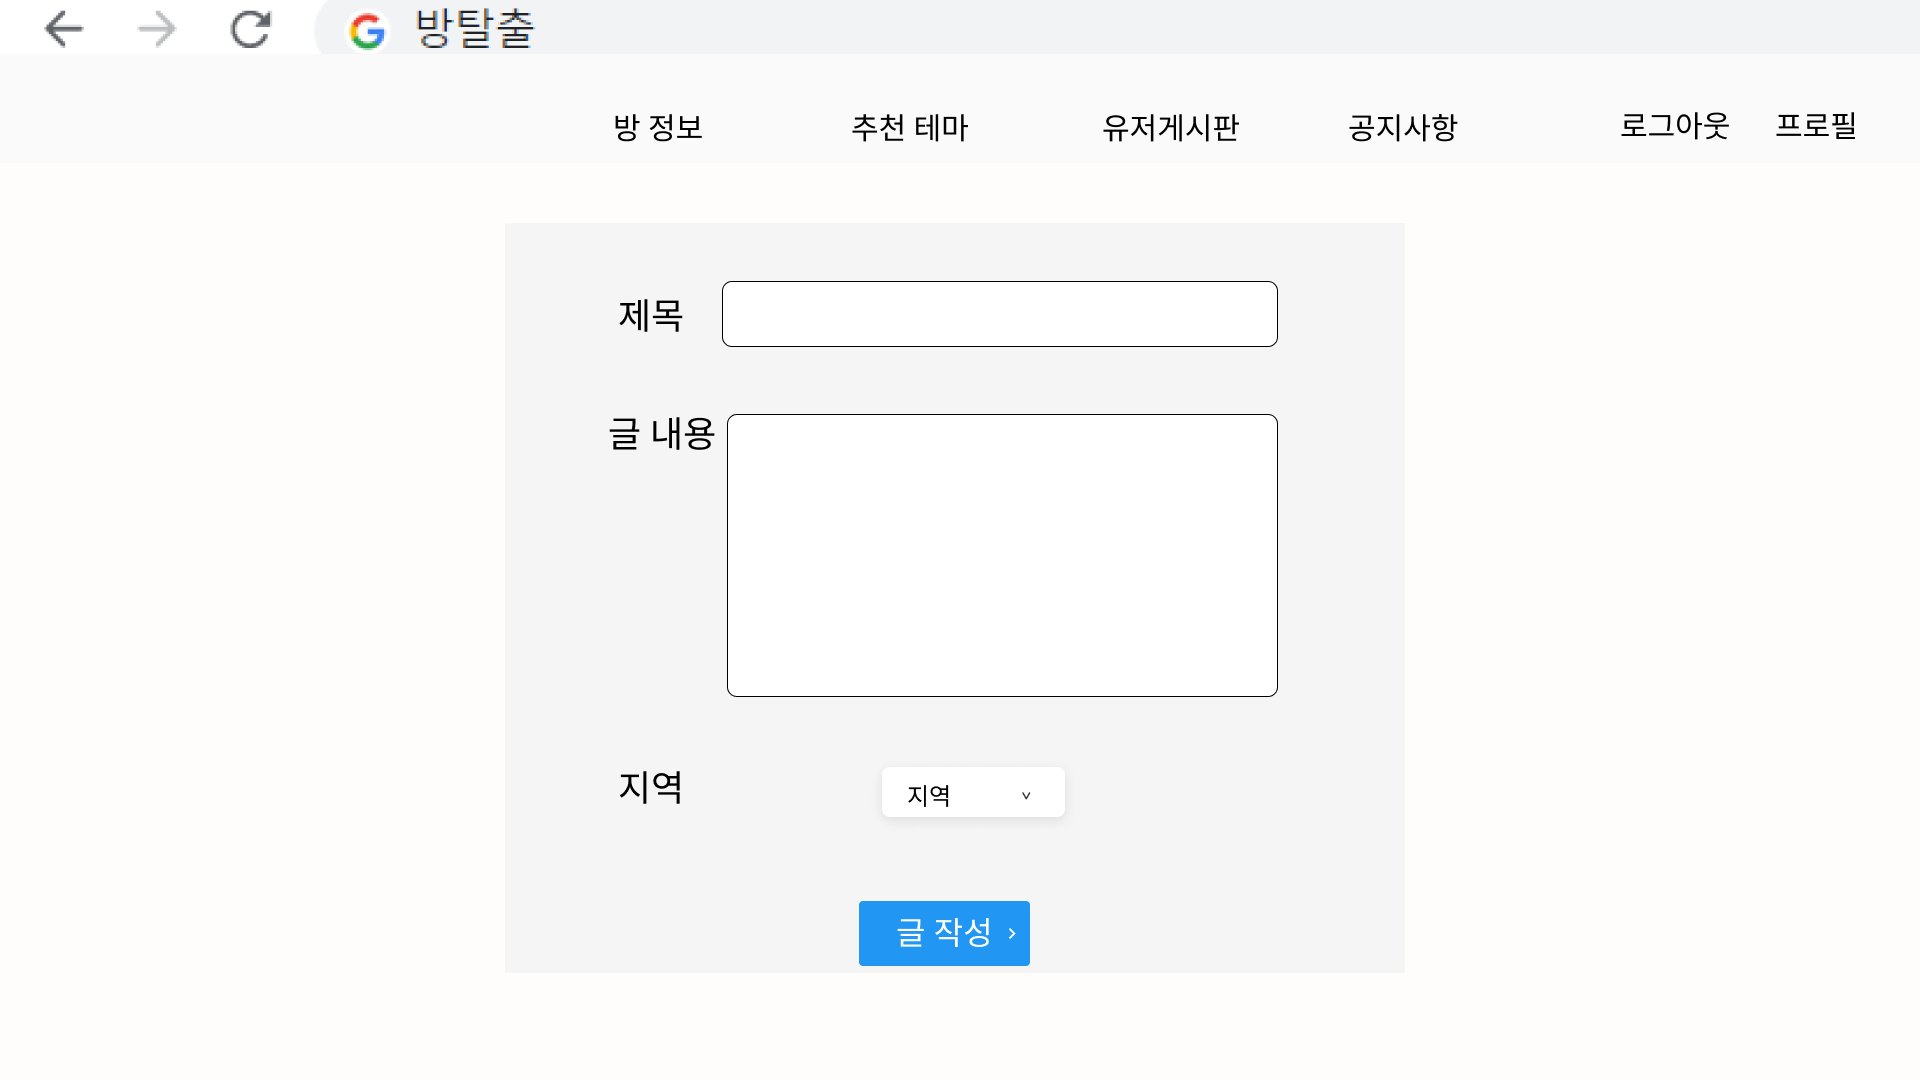 방탈출
방 정보 추천 테마 유저게시판 공지사항 로그아웃 프로필
제목
글 내용
지역 지역
글 작성